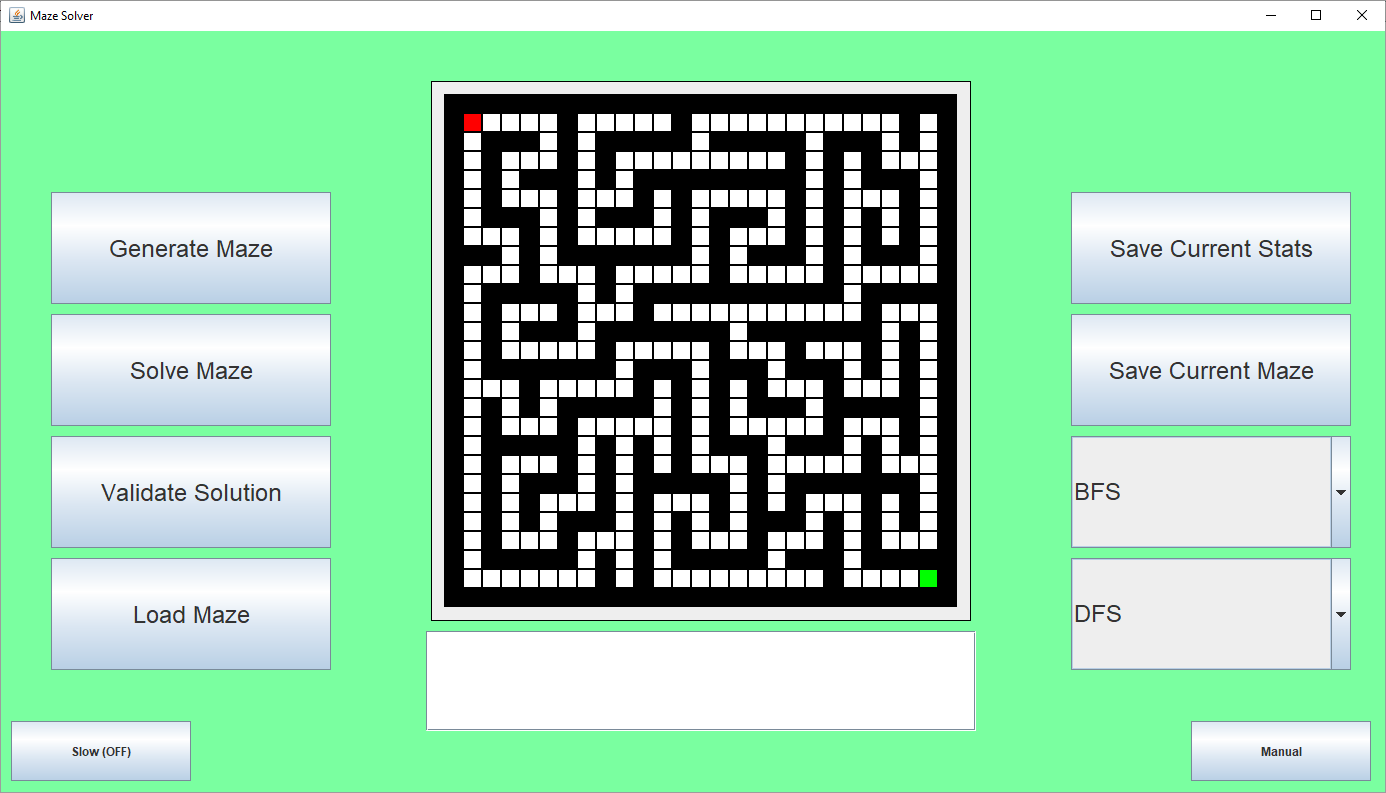 Maze Solver
Generate Maze
Solve Maze
Validate Solution
Load Maze
Slow (OFF)
Save Current Stats
Save Current Maze
BFS
DFS
Manual